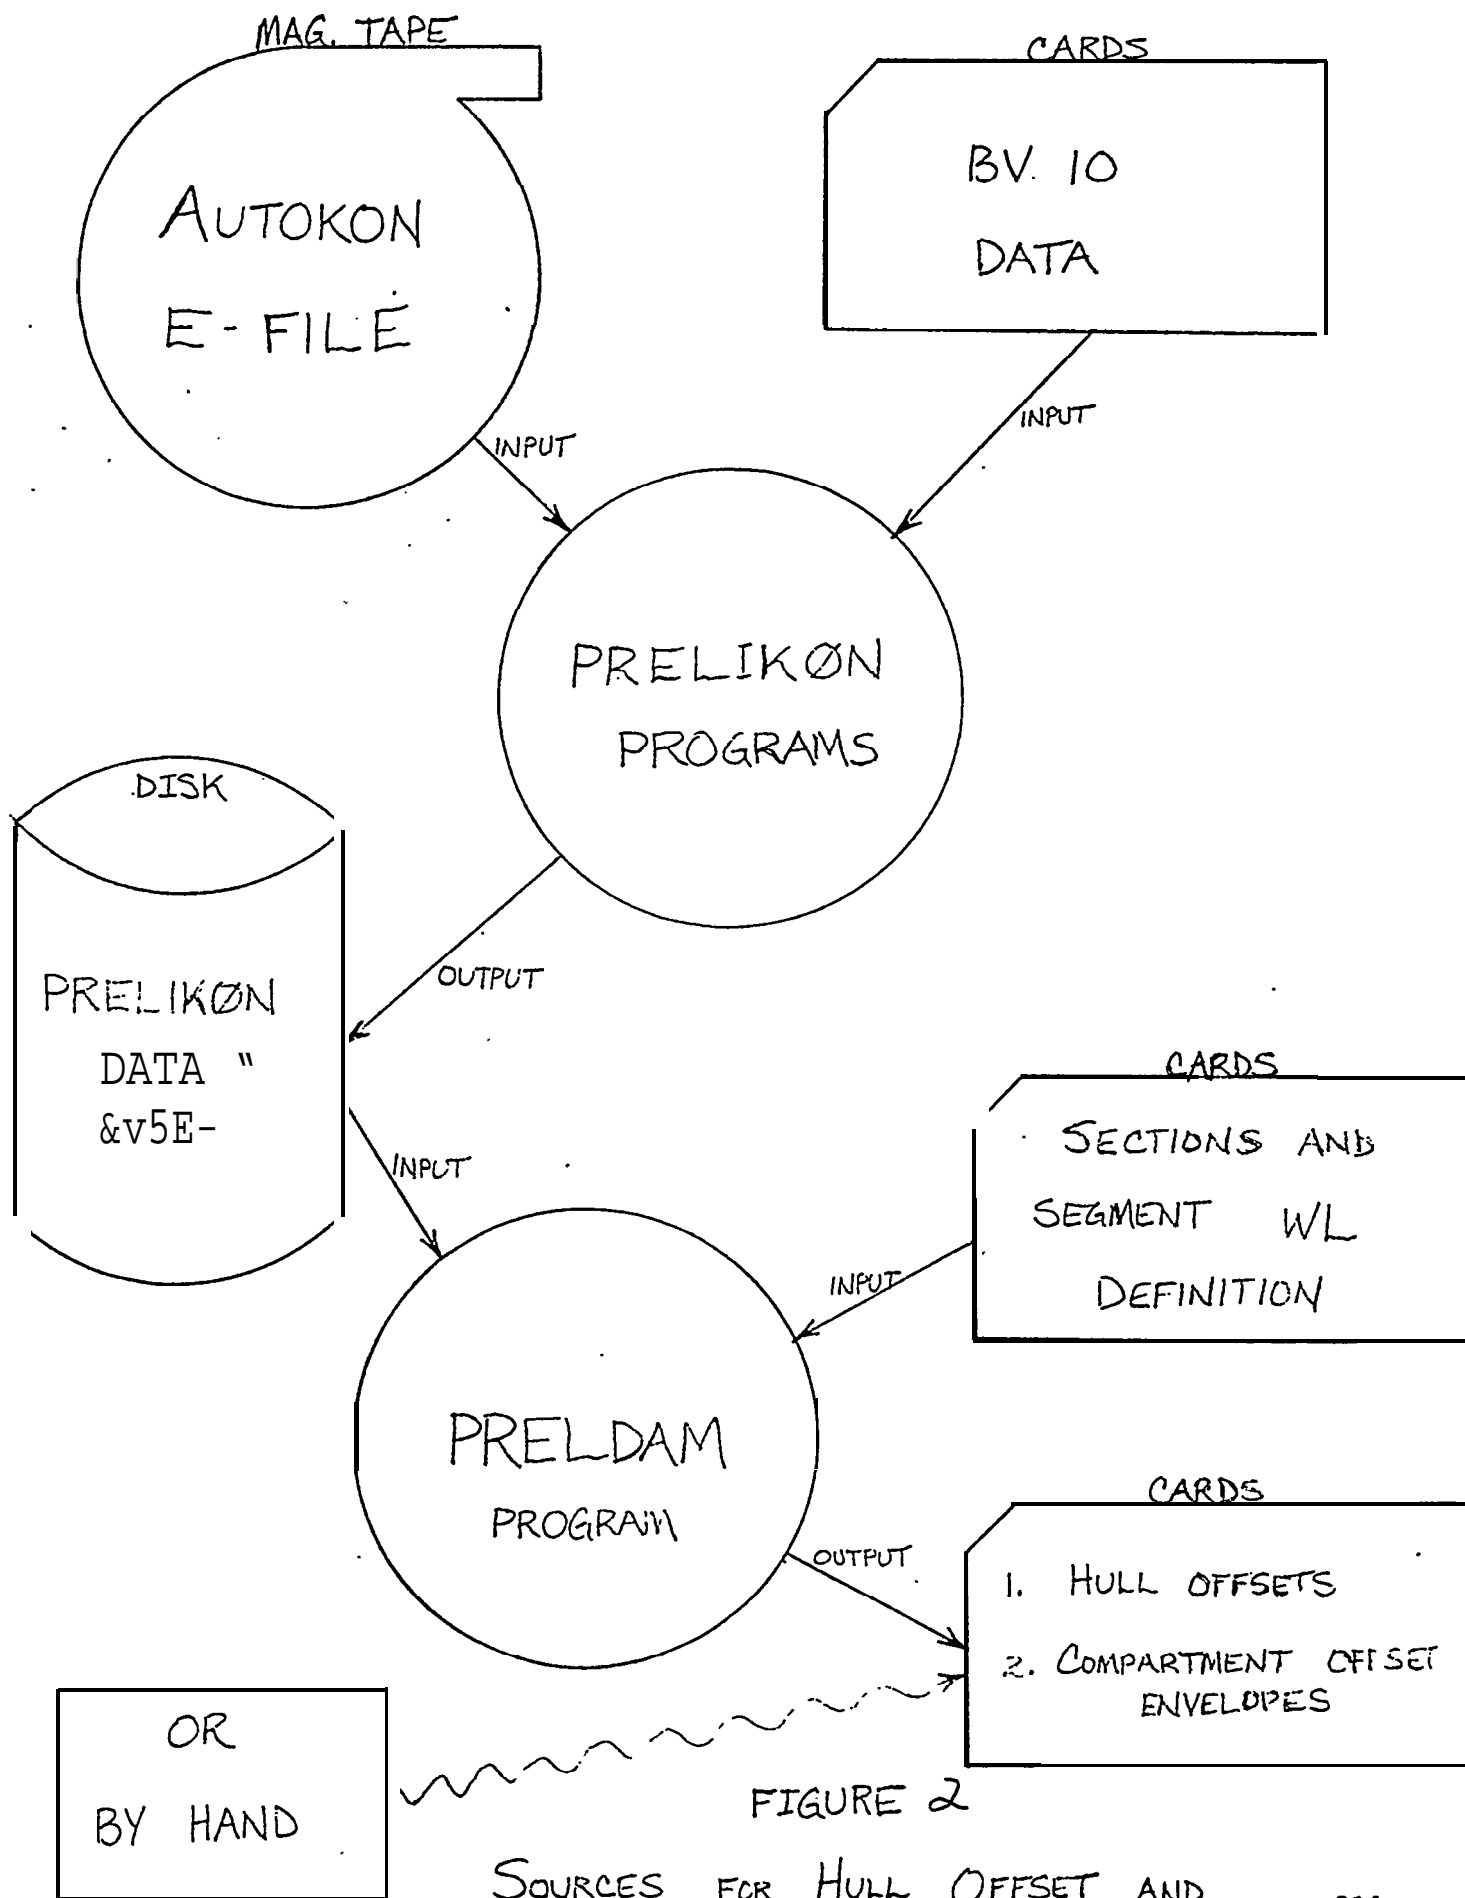 MAG. TAPE
CARDS
AUTOKON
E-FILE
BV. 10
DATA
INPUT
INPUT
PRELIKØN
PROGRAMS
DISK
OUTPUT
PRELIKØN
DATA "
&v5E-
CARDS
SECTIONS AND
SEGMENT WL
DEFINITION
INPUT
INPUT
PRELDAM
PROGRAM
OUTPUT
CARDS
1. HULL OFFSETS
2. COMPARTMENT OFFSET
ENVELOPES
OR
BY HAND
FIGURE 2
SOURCES FOR HULL OFFSET AND